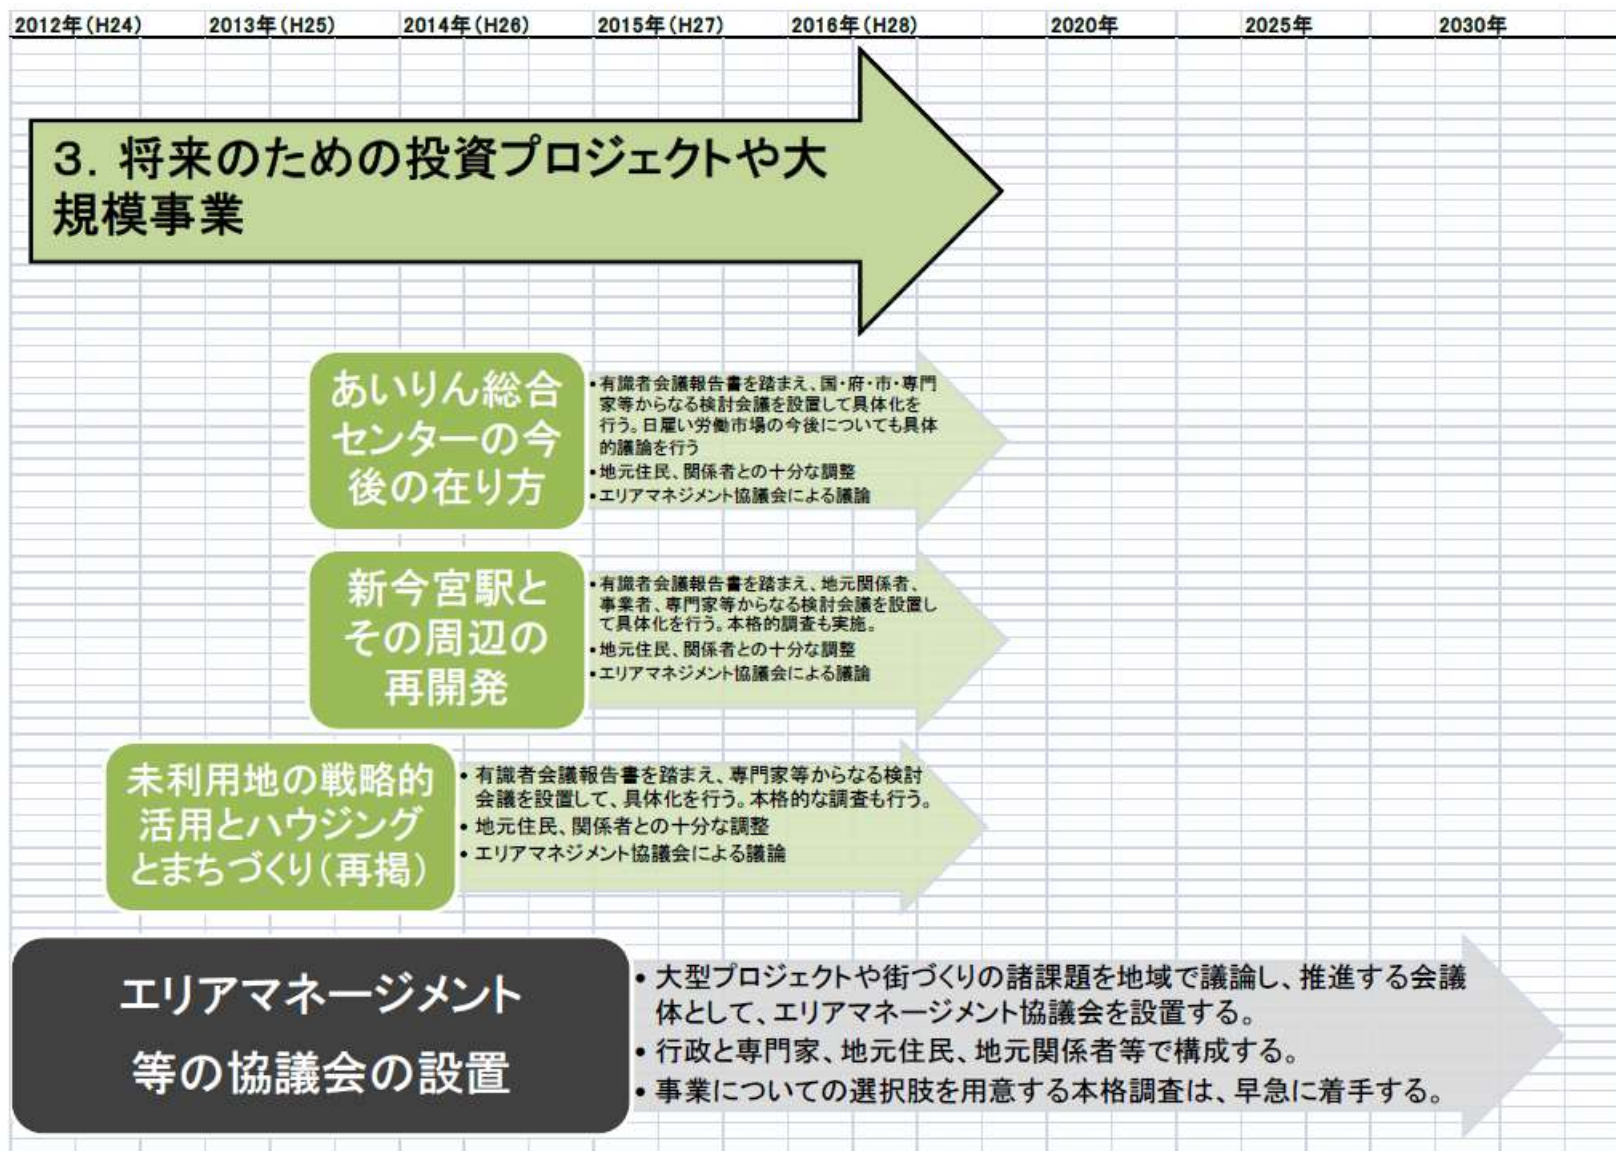 2012年(H24) 2013年(H25) 2014年(H26) 2015年(H27) 2016年(H28) 2020年 2025年 2030年
3．将来のための投資プロジェクトや大
規模事業
あいりん総合
センターの今
後の在り方
•有識者会議報告書を踏まえ、国・府・市・専門
家等からなる検討会議を設置して具体化を
行う。日雇い労働市場の今後についても具体
的議論を行う
•地元住民、関係者との十分な調整
•エリアマネジメント協議会による議論
新今宮駅と
その周辺の
再開発
•有識者会議報告書を踏まえ、地元関係者、
事業者、専門家等からなる検討会議を設置し
て具体化を行う。本格的調査も実施。
•地元住民、関係者との十分な調整
•エリアマネジメント協議会による議論
未利用地の戦略的
活用とハウジング
とまちづくり(再掲)
• 有識者会議報告書を踏まえ、専門家等からなる検討
会議を設置して、具体化を行う。本格的な調査も行う。
• 地元住民、関係者との十分な調整
• エリアマネジメント協議会による議論
エリアマネージメント
等の協議会の設置
• 大型プロジェクトや街づくりの諸課題を地域で議論し、推進する会議
体として、エリアマネージメント協議会を設置する。
• 行政と専門家、地元住民、地元関係者等で構成する。
• 事業についての選択肢を用意する本格調査は、早急に着手する。